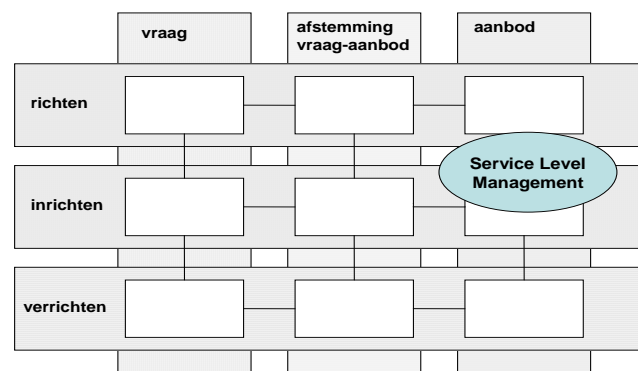 vraag
afstemming
vraag-aanbod
aanbod
richten
Service Level
Management
inrichten
verrichten